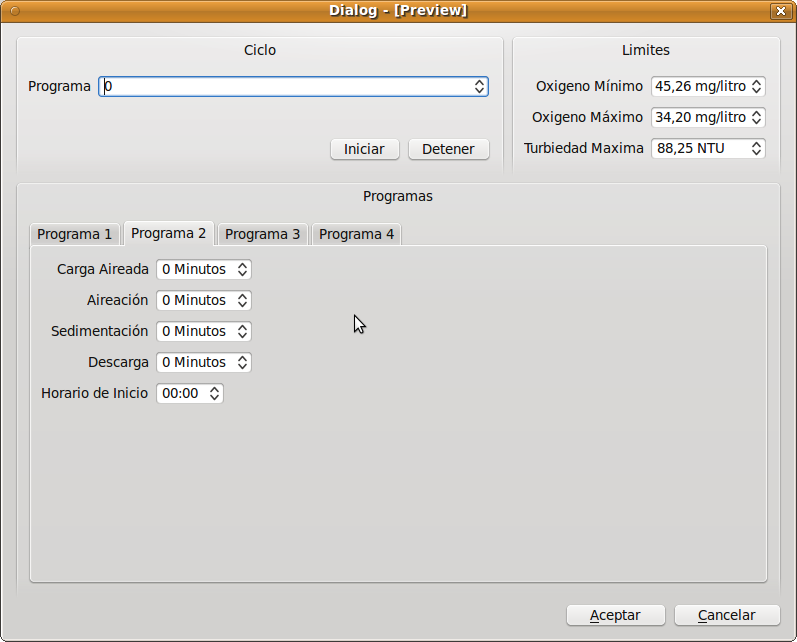 Dialog - [Preview]
Ciclo
Programa 0
Iniciar Detener
Limites
Oxigeno Mínimo 45,26 mg/litro
Oxigeno Máximo 34,20 mg/litro
Turbiedad Maxima 88,25 NTU
Programas
Programa 1 Programa 2 Programa 3 Programa 4
Carga Aireada 0 Minutos
Aireación 0 Minutos
Sedimentación 0 Minutos
Descarga 0 Minutos
Horario de Inicio 00:00
Aceptar Cancelar